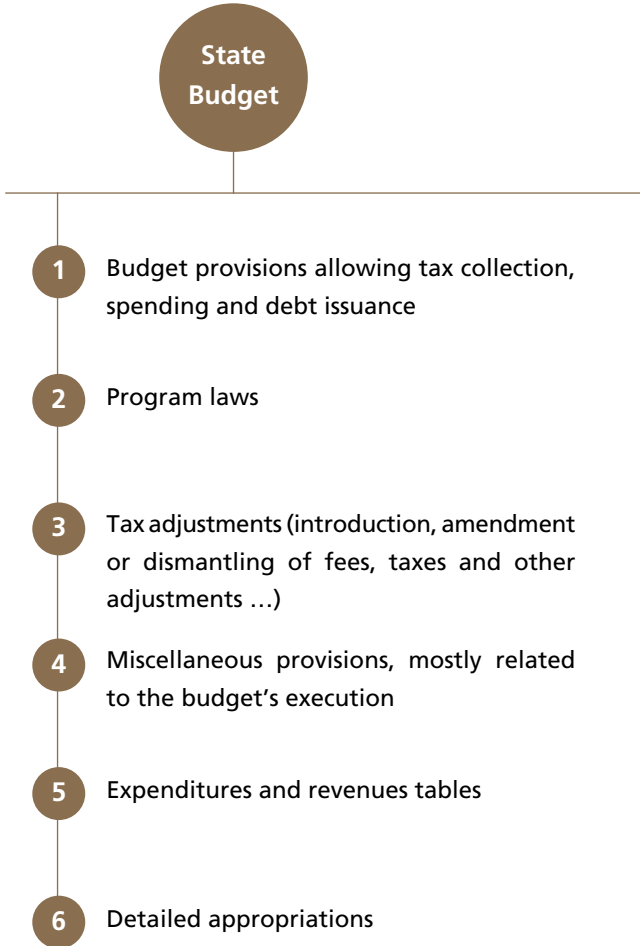 State
Budget
1
Budget provisions allowing tax collection,
spending and debt issuance
2
Program laws
3
Tax adjustments (introduction, amendment
or dismantling of fees, taxes and other
adjustments …)
4
Miscellaneous provisions, mostly related
to the budget’s execution
5
Expenditures and revenues tables
6
Detailed appropriations